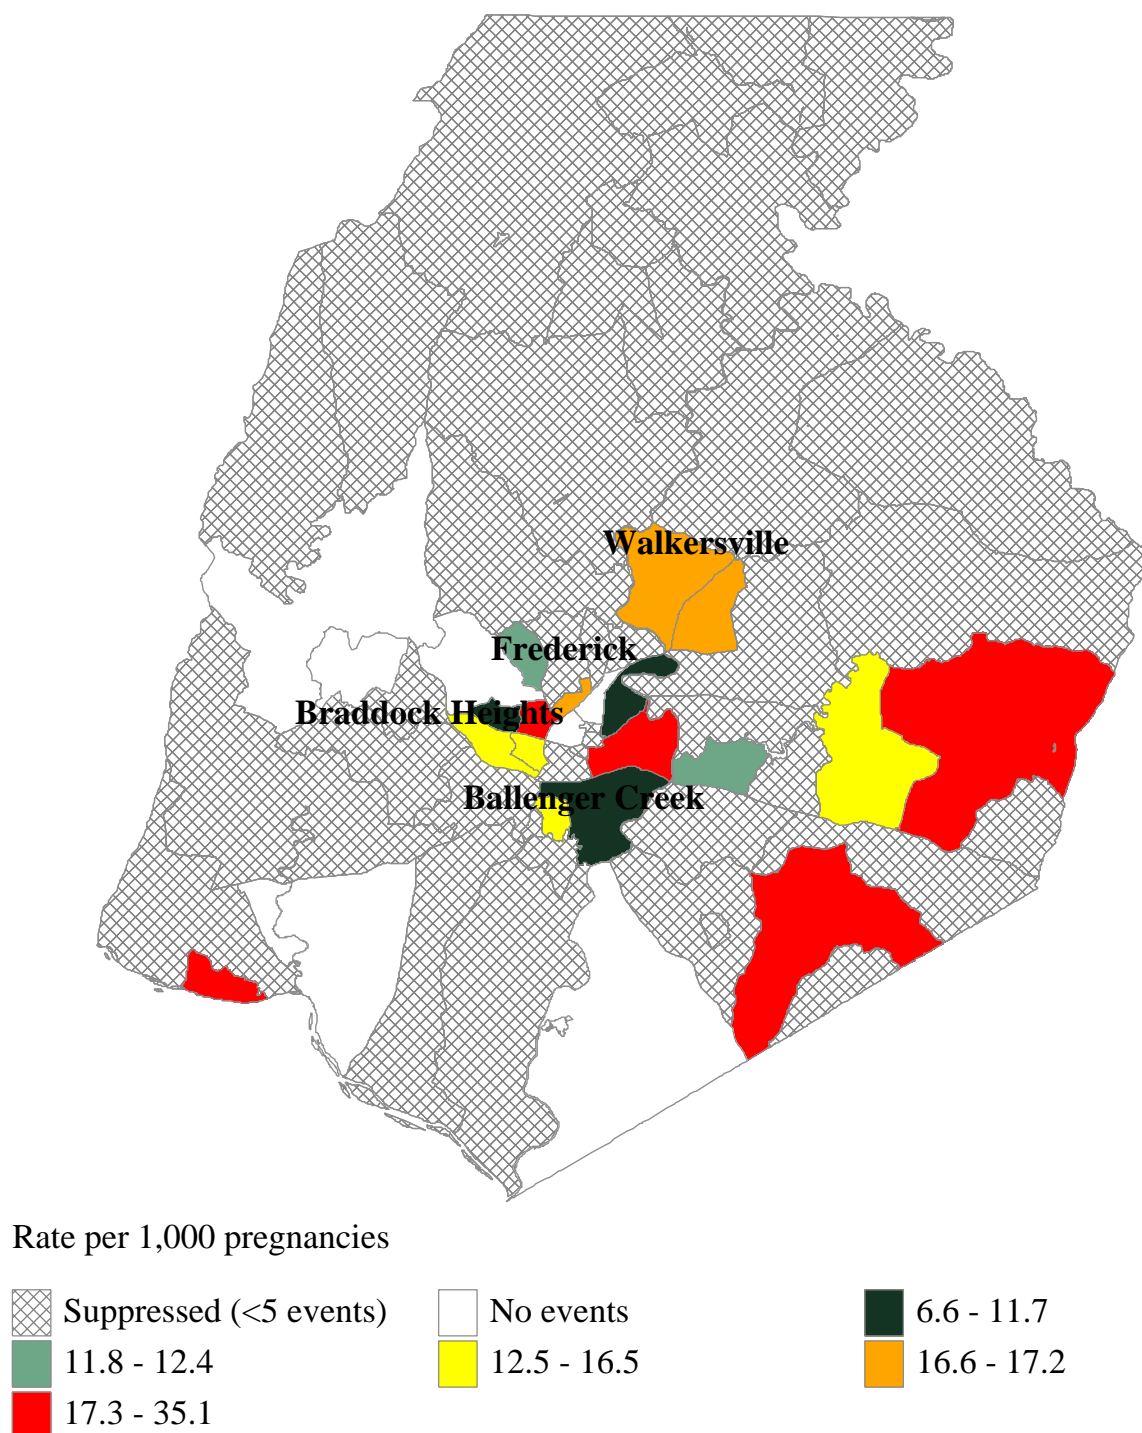 Walkersville
Frederick
Braddock Heights
Ballenger Creek
Rate per 1,000 pregnancies
Suppressed (<5 events) No events 6.6 - 11.7
11.8 - 12.4 12.5 - 16.5 16.6 - 17.2
17.3 - 35.1